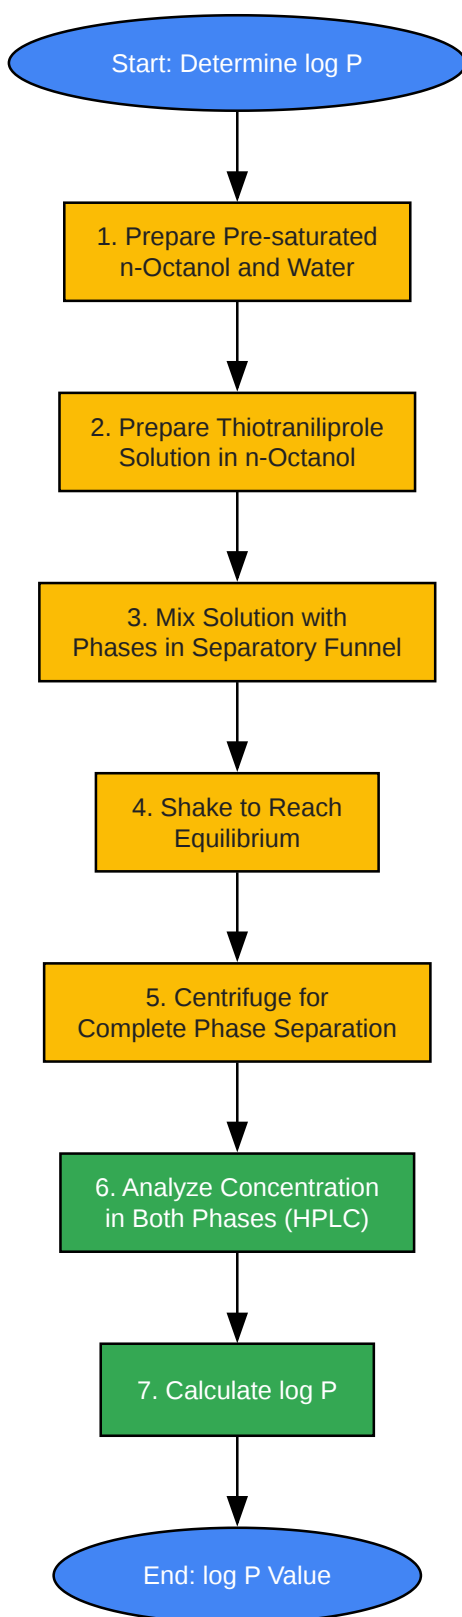 Start: Determine log P
1. Prepare Pre-saturated
n-Octanol and Water
2. Prepare Thiotraniliprole
Solution in n-Octanol
3. Mix Solution with
Phases in Separatory Funnel
4. Shake to Reach
Equilibrium
5. Centrifuge for
Complete Phase Separation
6. Analyze Concentration
in Both Phases (HPLC)
7. Calculate log P
End: log P Value